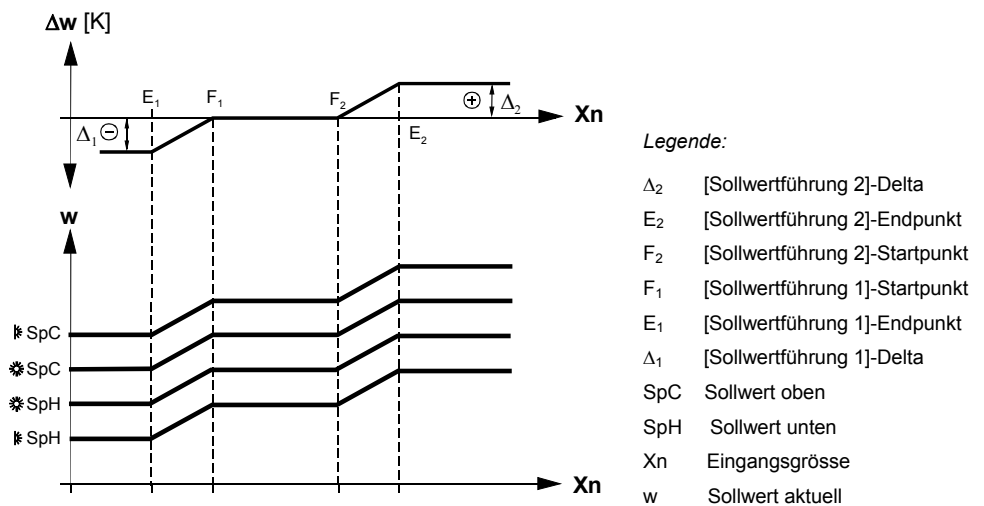 Δw [K]
E₁ F₁ F₂ ⊕ Δ₂
Xn
Δ₁ ⊖
E₂
w
SpC
SpC
SpH
SpH
Xn
Legende:
Δ₂ [Sollwertführung 2]-Delta
E₂ [Sollwertführung 2]-Endpunkt
F₂ [Sollwertführung 2]-Startpunkt
F₁ [Sollwertführung 1]-Startpunkt
E₁ [Sollwertführung 1]-Endpunkt
Δ₁ [Sollwertführung 1]-Delta
SpC Sollwert oben
SpH Sollwert unten
Xn Eingangsgrösse
w Sollwert aktuell